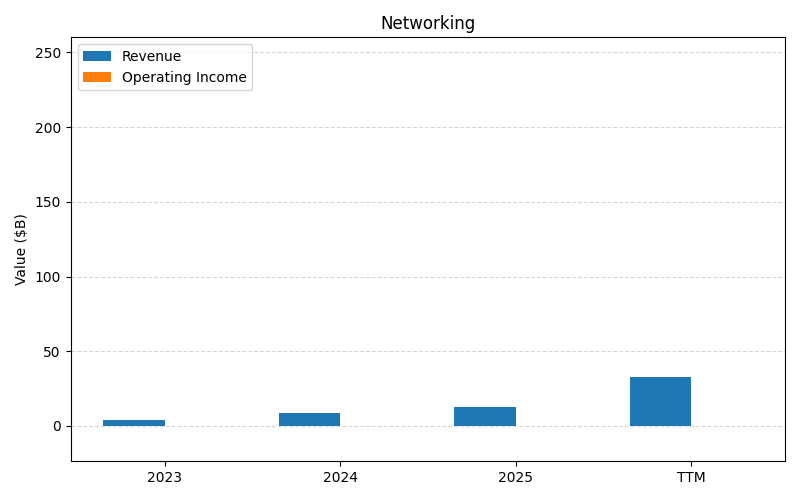 Networking
Revenue
Operating Income
Value ($B)
250
200
150
100
50
0
2023 2024 2025 TTM